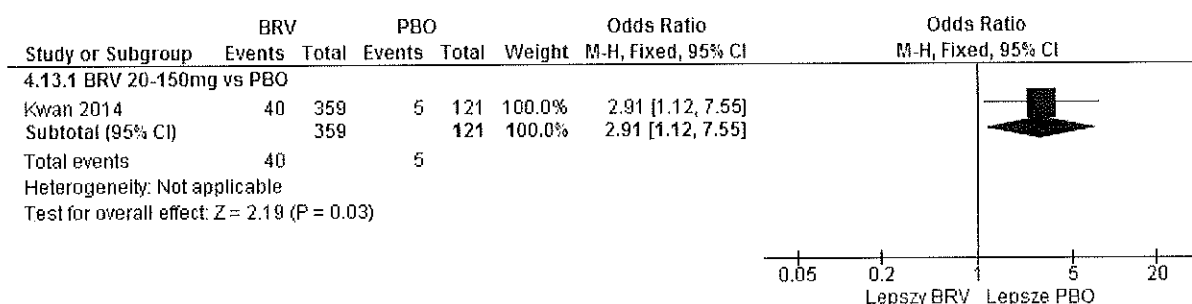 BRV PBO Odds Ratio Odds Ratio
Study or Subgroup Events Total Events Total Weight M-H, Fixed, 95% CI M-H, Fixed, 95% CI
4.13.1 BRV 20-150mg vs PBO
Kwan 2014 40 359 5 121 100.0% 2.91 [1.12, 7.55]
Subtotal (95% CI) 359 121 100.0% 2.91 [1.12, 7.55]
Total events 40 5
Heterogeneity: Not applicable
Test for overall effect: Z = 2.19 (P = 0.03)
0.05 0.2 1 5 20
Lepszy BRV Lepsze PBO